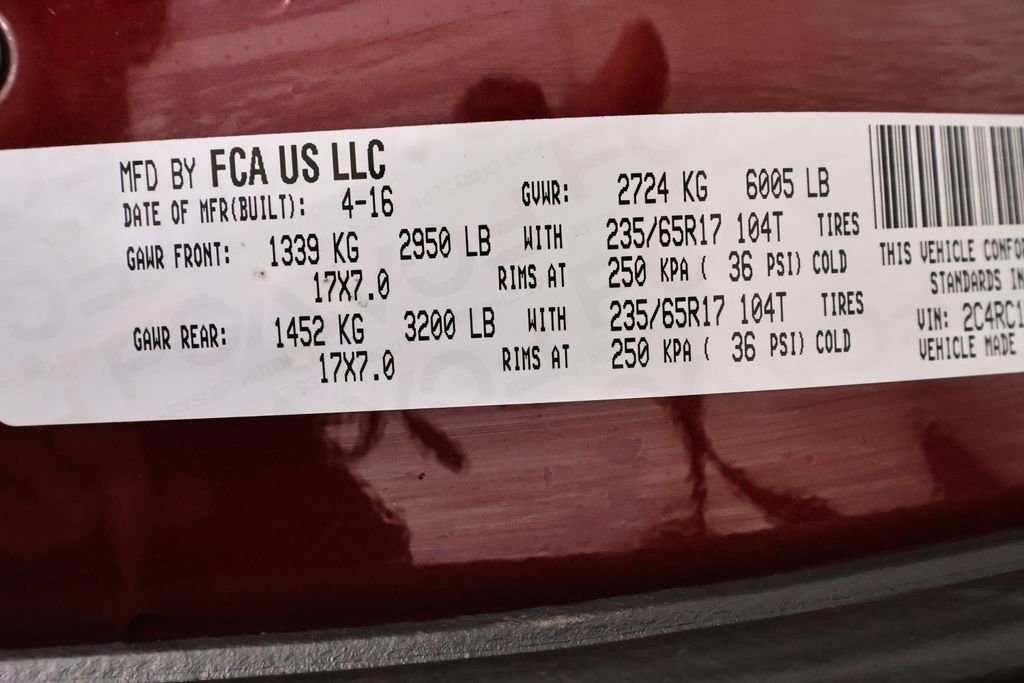 MFD BY FCA US LLC
DATE OF MFR(BUILT): 4-16 GVWR: 2724 KG 6005 LB
GAWR FRONT: 1339 KG 2950 LB WITH 235/65R17 104T TIRES
17X7.0 RIMS AT 250 KPA ( 36 PSI) COLD
GAWR REAR: 1452 KG 3200 LB WITH 235/65R17 104T TIRES
17X7.0 RIMS AT 250 KPA ( 36 PSI) COLD
THIS VEHICLE CONFO
STANDARDS IN
VIN: 2C4RC1
VEHICLE MADE